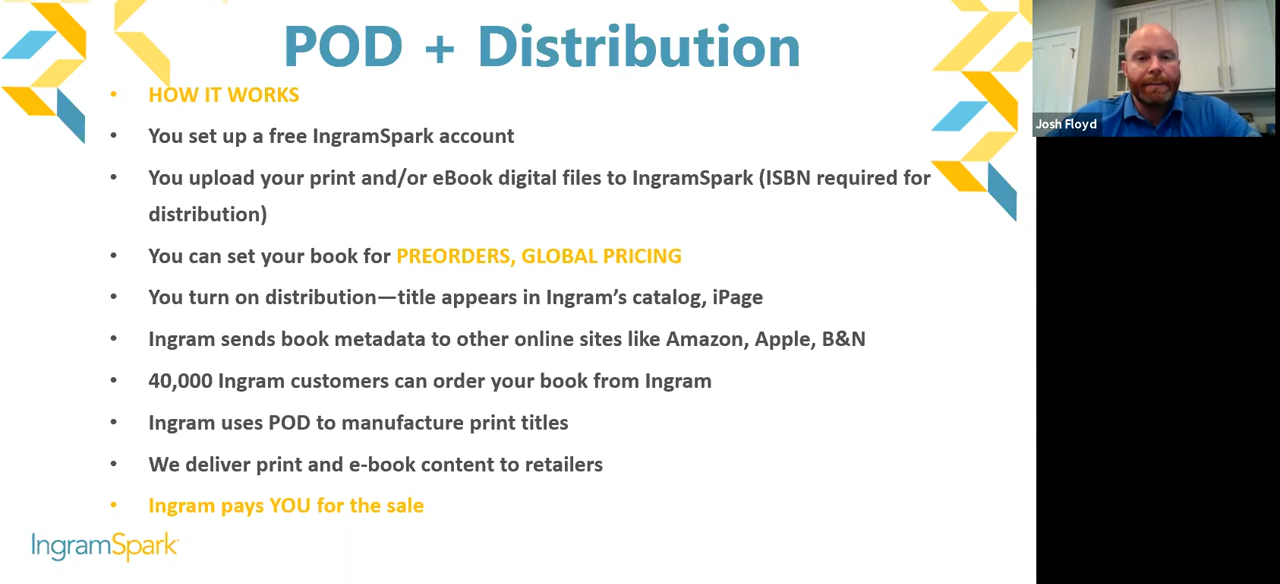 POD + Distribution
• HOW IT WORKS
• You set up a free IngramSpark account
• You upload your print and/or eBook digital files to IngramSpark (ISBN required for
distribution)
• You can set your book for PREORDERS, GLOBAL PRICING
• You turn on distribution—title appears in Ingram’s catalog, iPage
• Ingram sends book metadata to other online sites like Amazon, Apple, B&N
• 40,000 Ingram customers can order your book from Ingram
• Ingram uses POD to manufacture print titles
• We deliver print and e-book content to retailers
• Ingram pays YOU for the sale
IngramSpark
Josh Floyd